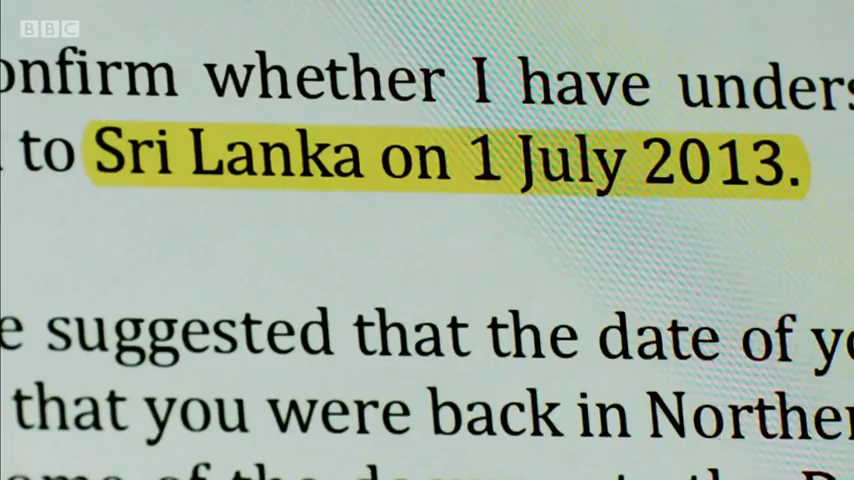 BBC
onfirm whether I have unders
to Sri Lanka on 1 July 2013.
e suggested that the date of yo
that you were back in Norther